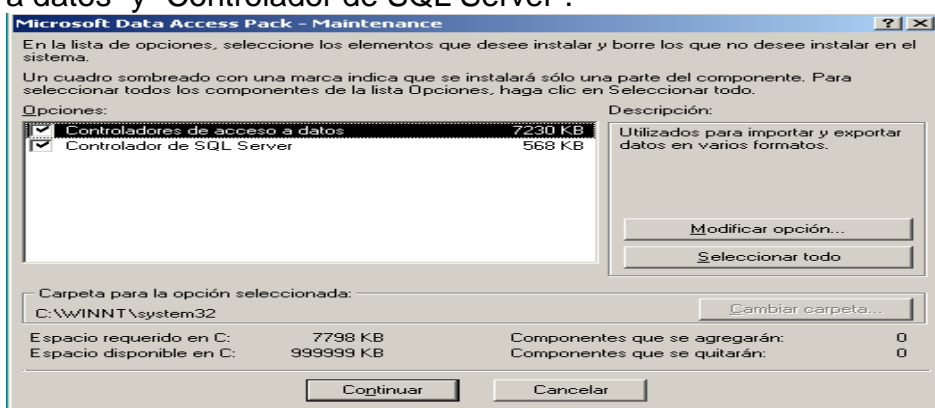 a datos" y "Controlador de SQL Server".
Microsoft Data Access Pack - Maintenance
En la lista de opciones, seleccione los elementos que desee instalar y borre los que no desee instalar en el
sistema.
Un cuadro sombreado con una marca indica que se instalará sólo una parte del componente. Para
seleccionar todos los componentes de la lista Opciones, haga clic en Seleccionar todo.
Opciones:
Descripción:
Controladores de acceso a datos 7230 KB
Controlador de SQL Server 568 KB
Utilizados para importar y exportar
datos en varios formatos.
Modificar opción...
Seleccionar todo
Carpeta para la opción seleccionada:
C:\WINNT\system32
Cambiar carpeta...
Espacio requerido en C: 7798 KB Componentes que se agregarán: 0
Espacio disponible en C: 999999 KB Componentes que se quitarán: 0
Continuar Cancelar